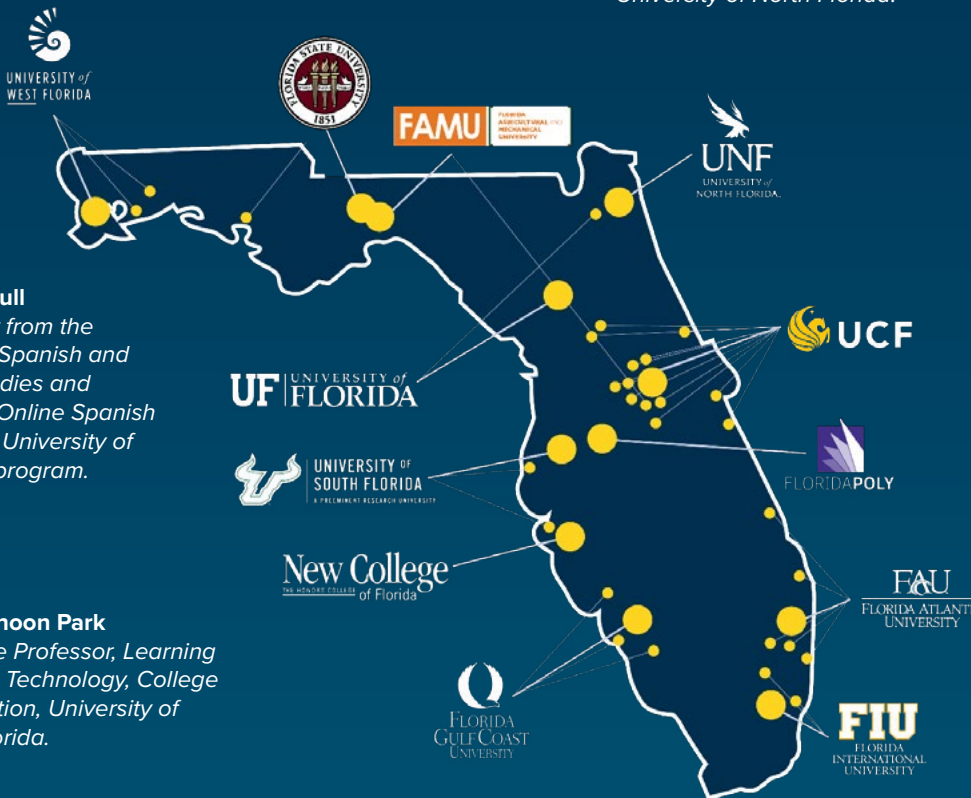 University of North Florida.
UNIVERSITY of
WEST FLORIDA
FLORIDA STATE UNIVERSITY
1851
FAMU
FLORIDA
AGRICULTURAL AND
MECHANICAL
UNIVERSITY
UNF
UNIVERSITY of
NORTH FLORIDA.
ull
from the
Spanish and
dies and
Online Spanish
University of
program.
UCF
UF UNIVERSITY of
FLORIDA
UNIVERSITY OF
SOUTH FLORIDA
A PREEMINENT RESEARCH UNIVERSITY
FLORIDAPOLY
New College
THE HONORS COLLEGE
of Florida
FAU
FLORIDA ATLANT
UNIVERSITY
hoon Park
e Professor, Learning
Technology, College
tion, University of
orida.
FLORIDA
GULF COAST
UNIVERSITY
FIU
FLORIDA
INTERNATIONAL
UNIVERSITY